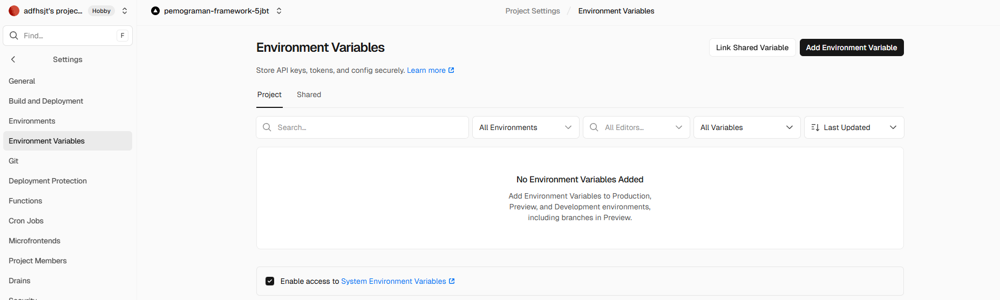 adfhsjt's projec... Hobby
pemograman-framework-5jbt
Project Settings / Environment Variables
Find... F
Settings
General
Build and Deployment
Environments
Environment Variables
Git
Deployment Protection
Functions
Cron Jobs
Microfrontends
Project Members
Drains
Security
Environment Variables
Link Shared Variable
Add Environment Variable
Store API keys, tokens, and config securely. Learn more
Project Shared
Search...
All Environments
All Editors...
All Variables
Last Updated
No Environment Variables Added
Add Environment Variables to Production,
Preview, and Development environments,
including branches in Preview.
Enable access to System Environment Variables